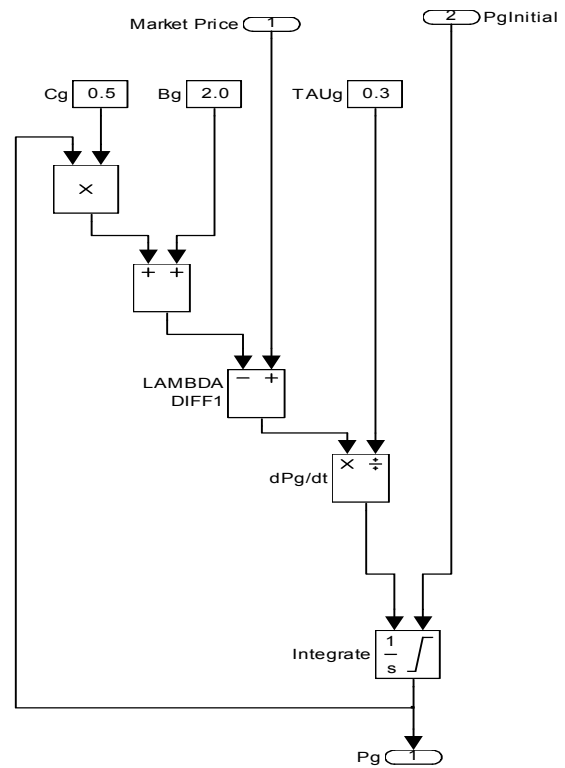 Market Price 1
2 PgInitial
Cg 0.5
Bg 2.0
TAUg 0.3
X
+ +
− +
LAMBDA
DIFF1
X ÷
dPg/dt
Integrate
1
s
Pg 1